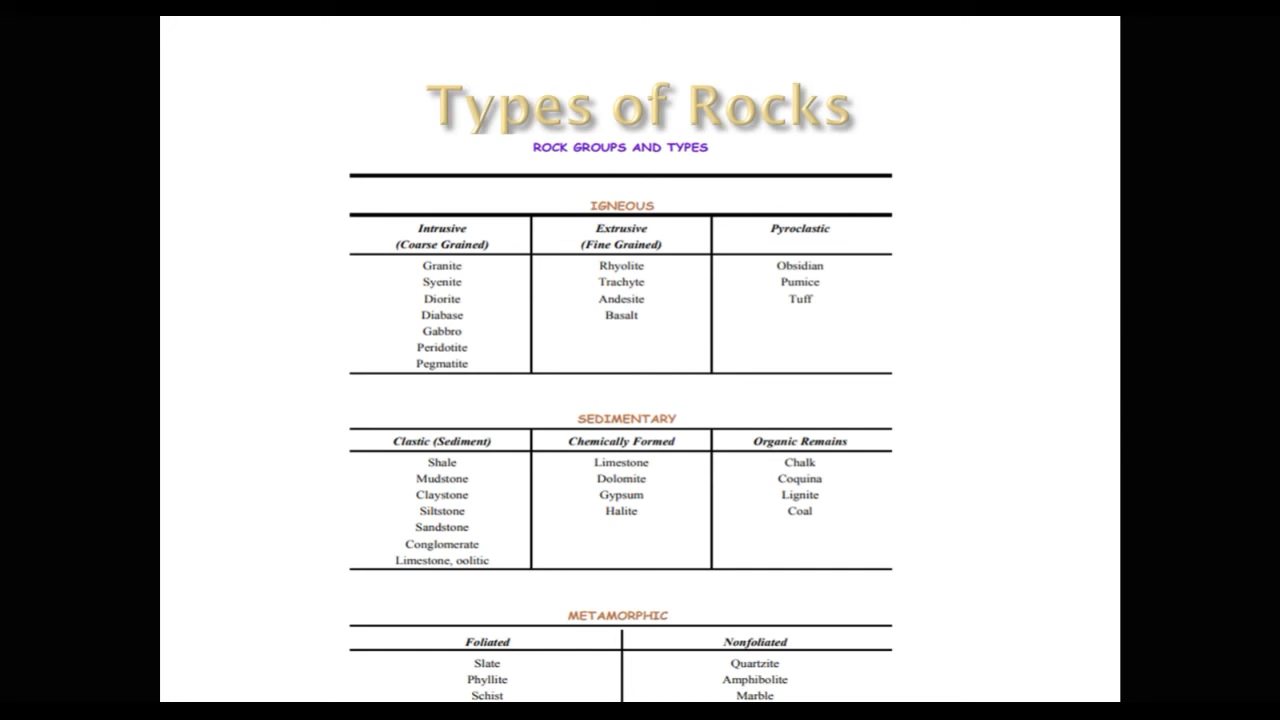 Types of Rocks
ROCK GROUPS AND TYPES
IGNEOUS
Intrusive (Coarse Grained) Extrusive (Fine Grained) Pyroclastic
Granite Rhyolite Obsidian
Syenite Trachyte Pumice
Diorite Andesite Tuff
Diabase Basalt
Gabbro
Peridotite
Pegmatite
SEDIMENTARY
Clastic (Sediment) Chemically Formed Organic Remains
Shale Limestone Chalk
Mudstone Dolomite Coquina
Claystone Gypsum Lignite
Siltstone Halite Coal
Sandstone
Conglomerate
Limestone, oolitic
METAMORPHIC
Foliated Nonfoliated
Slate Quartzite
Phyllite Amphibolite
Schist Marble